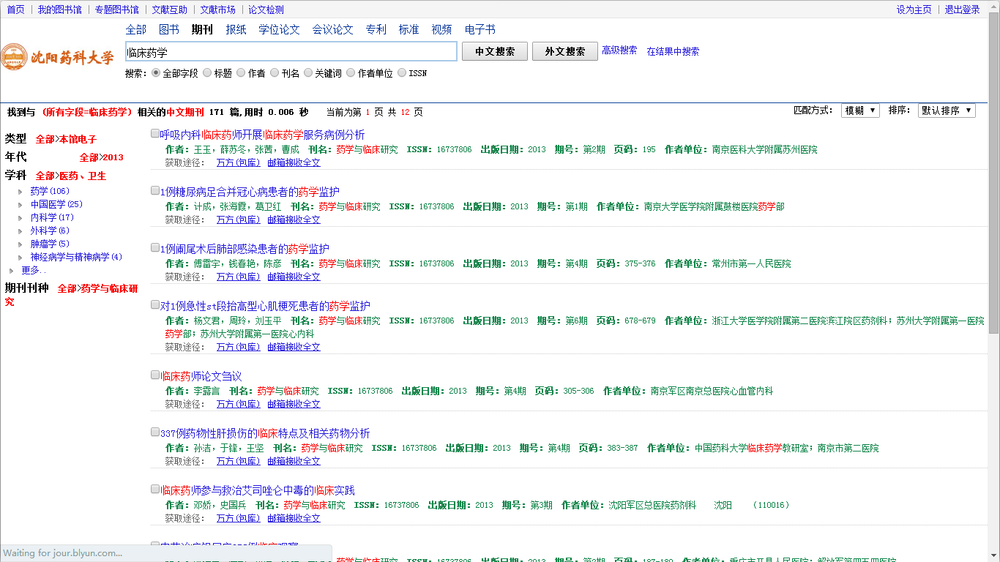 首页 | 我的图书馆 | 专题图书馆 | 文献互助 | 文献市场 | 论文检测 设为主页 | 退出登录
全部 图书 期刊 报纸 学位论文 会议论文 专利 标准 视频 电子书
沈阳药科大学 临床药学 中文搜索 外文搜索 高级搜索 在结果中搜索
搜索: 全部字段 标题 作者 刊名 关键词 作者单位 ISSN
找到与 (所有字段=临床药学) 相关的中文期刊 171 篇,用时 0.006 秒 当前为第 1 页 共 12 页 匹配方式: 模糊 排序: 默认排序
类型 全部>本馆电子
年代 全部>2013
学科 全部>医药、卫生
药学(106)
中国医学(25)
内科学(17)
外科学(6)
肿瘤学(5)
神经病学与精神病学(4)
更多..
期刊刊种 全部>药学与临床研
究
呼吸内科临床药师开展临床药学服务病例分析
作者: 王玉, 薛苏冬, 张茜, 曹成 刊名: 药学与临床研究 ISSN: 16737806 出版日期: 2013 期号: 第2期 页码: 195 作者单位: 南京医科大学附属苏州医院
获取途径: 万方(包库) 邮箱接收全文
1例糖尿病足合并冠心病患者的药学监护
作者: 计成, 张海霞, 葛卫红 刊名: 药学与临床研究 ISSN: 16737806 出版日期: 2013 期号: 第1期 作者单位: 南京大学医学院附属鼓楼医院药学部
获取途径: 万方(包库) 邮箱接收全文
1例阑尾术后肺部感染患者的药学监护
作者: 傅雷宇, 钱春艳, 陈彦 刊名: 药学与临床研究 ISSN: 16737806 出版日期: 2013 期号: 第4期 页码: 375-376 作者单位: 常州市第一人民医院
获取途径: 万方(包库) 邮箱接收全文
对1例急性st段抬高型心肌梗死患者的药学监护
作者: 杨文君, 周玲, 刘玉平 刊名: 药学与临床研究 ISSN: 16737806 出版日期: 2013 期号: 第6期 页码: 678-679 作者单位: 浙江大学医学院附属第二医院滨江院区药剂科; 苏州大学附属第一医院
药学部; 苏州大学附属第一医院心内科
获取途径: 万方(包库) 邮箱接收全文
临床药师论文刍议
作者: 李露言 刊名: 药学与临床研究 ISSN: 16737806 出版日期: 2013 期号: 第4期 页码: 305-306 作者单位: 南京军区南京总医院心血管内科
获取途径: 万方(包库) 邮箱接收全文
337例药物性肝损伤的临床特点及相关药物分析
作者: 孙洁, 于锋, 王坚 刊名: 药学与临床研究 ISSN: 16737806 出版日期: 2013 期号: 第4期 页码: 383-387 作者单位: 中国药科大学临床药学教研室; 南京市第二医院
获取途径: 万方(包库) 邮箱接收全文
临床药师参与救治艾司唑仑中毒的临床实践
作者: 邓娇, 史国兵 刊名: 药学与临床研究 ISSN: 16737806 出版日期: 2013 期号: 第3期 作者单位: 沈阳军区总医院药剂科 沈阳 (110016)
获取途径: 万方(包库) 邮箱接收全文
Waiting for jour.blyun.com...